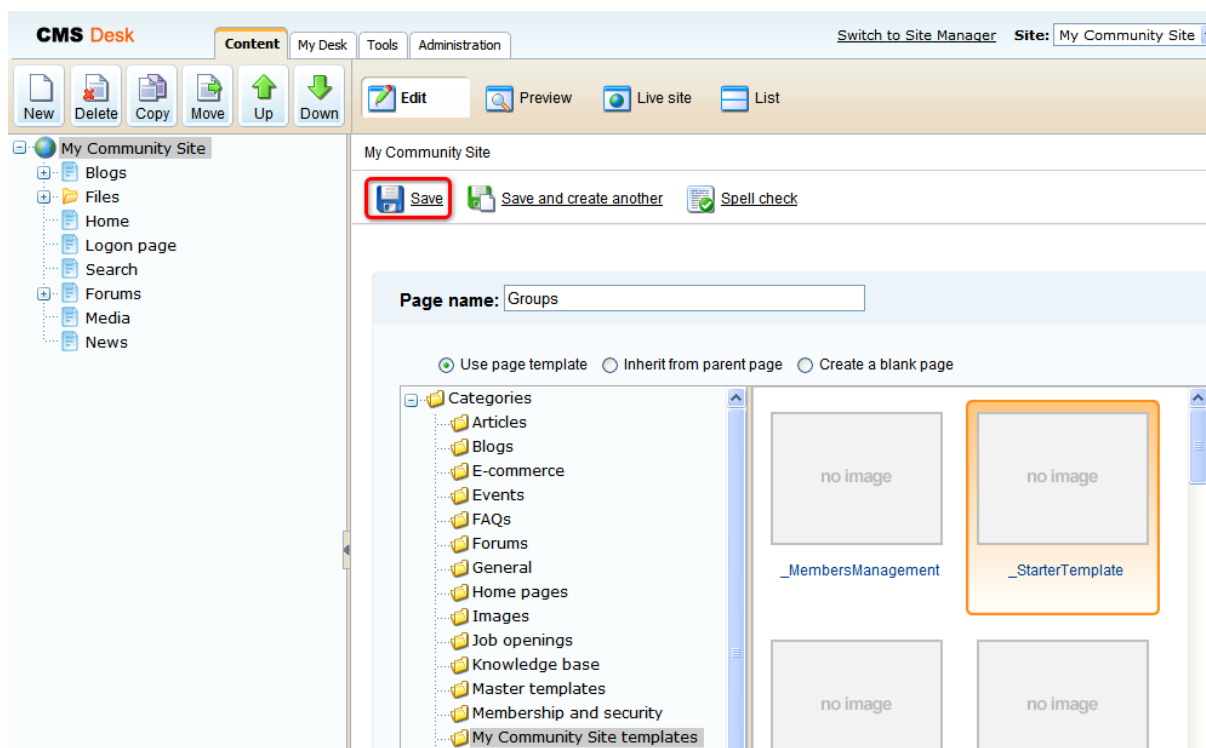 CMS Desk
Content My Desk Tools Administration
Switch to Site Manager Site: My Community Site
New Delete Copy Move Up Down
Edit Preview Live site List
My Community Site
Blogs
Files
Home
Logon page
Search
Forums
Media
News
My Community Site
Save Save and create another Spell check
Page name: Groups
Use page template Inherit from parent page Create a blank page
Categories
Articles
Blogs
E-commerce
Events
FAQs
Forums
General
Home pages
Images
Job openings
Knowledge base
Master templates
Membership and security
My Community Site templates
no image no image
_MembersManagement _StarterTemplate
no image no image